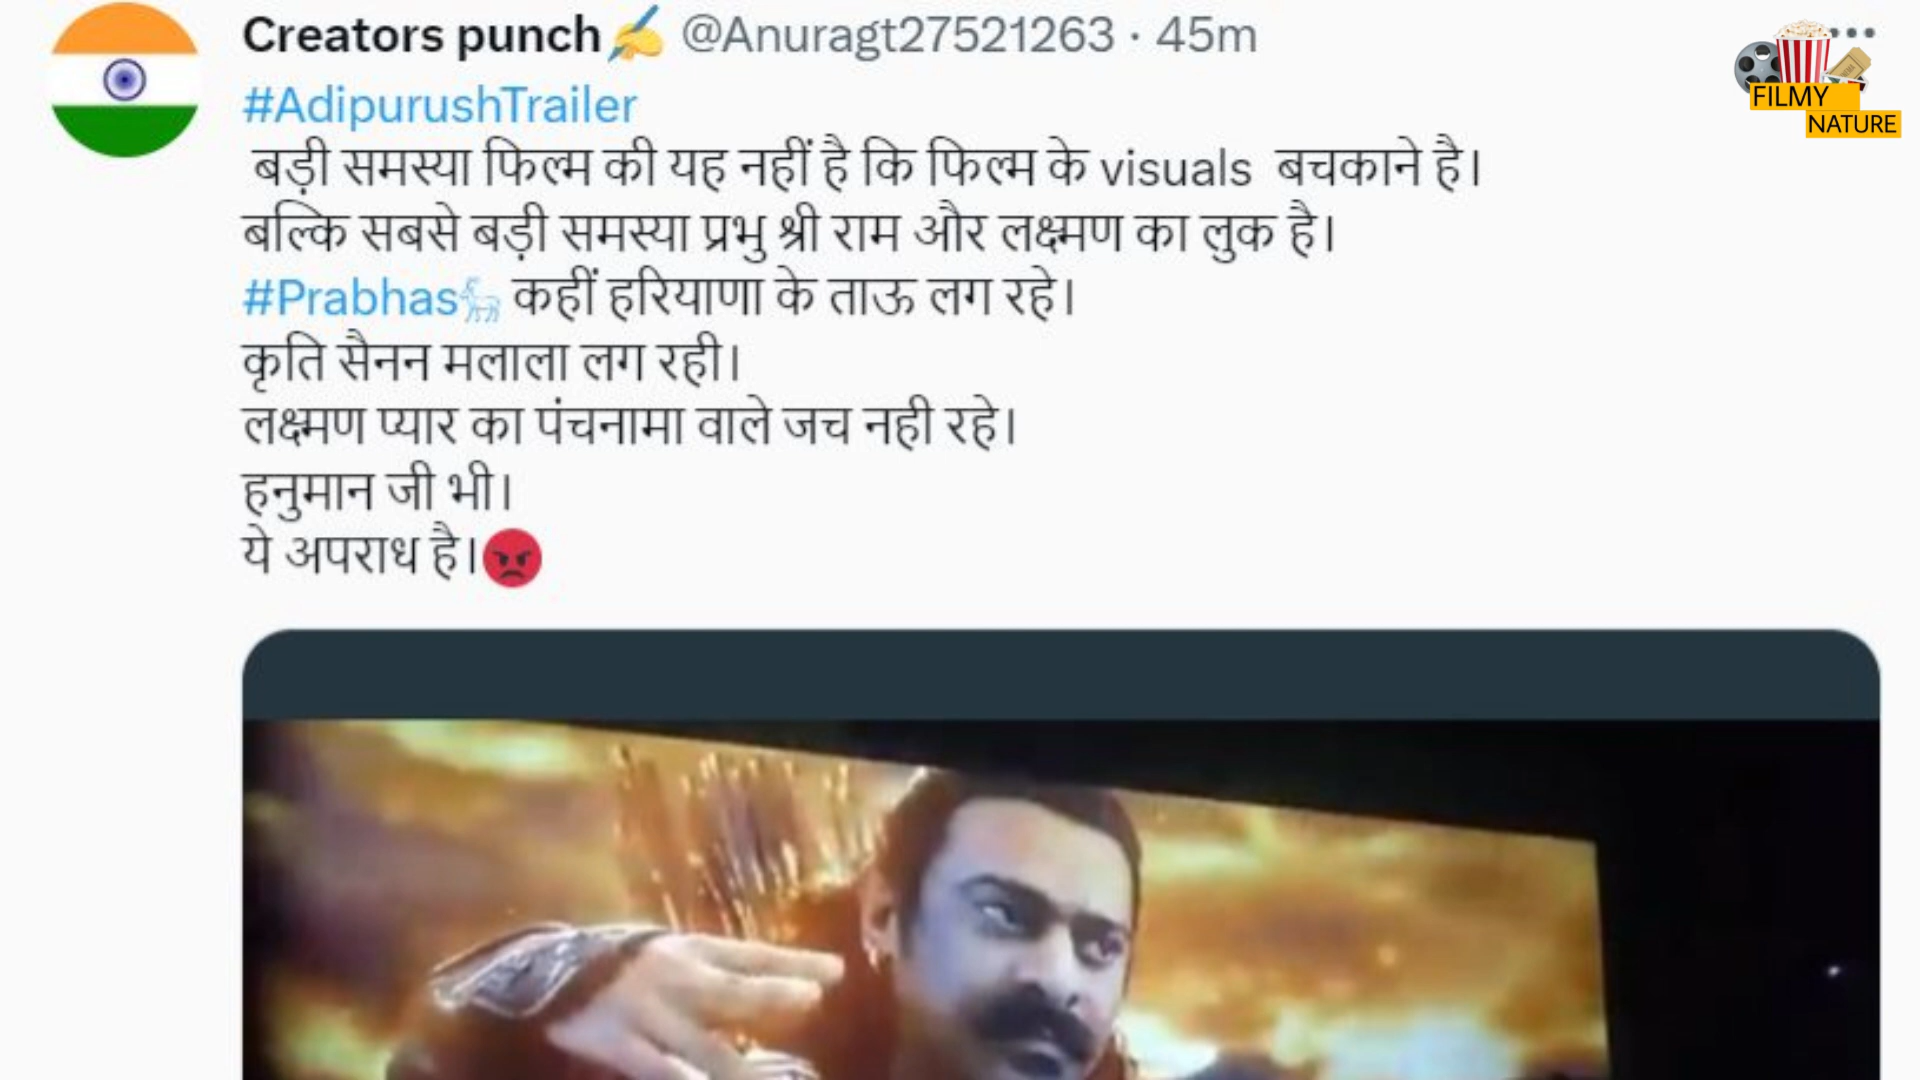 Creators punch✍️ @Anuragt27521263 · 45m
#AdipurushTrailer
बड़ी समस्या फिल्म की यह नहीं है कि फिल्म के visuals बचकाने है।
बल्कि सबसे बड़ी समस्या प्रभु श्री राम और लक्ष्मण का लुक है।
#Prabhas कहीं हरियाणा के ताऊ लग रहे।
कृति सैनन मलाला लग रही।
लक्ष्मण प्यार का पंचनामा वाले जच नही रहे।
हनुमान जी भी।
ये अपराध है।😡
FILMY
NATURE